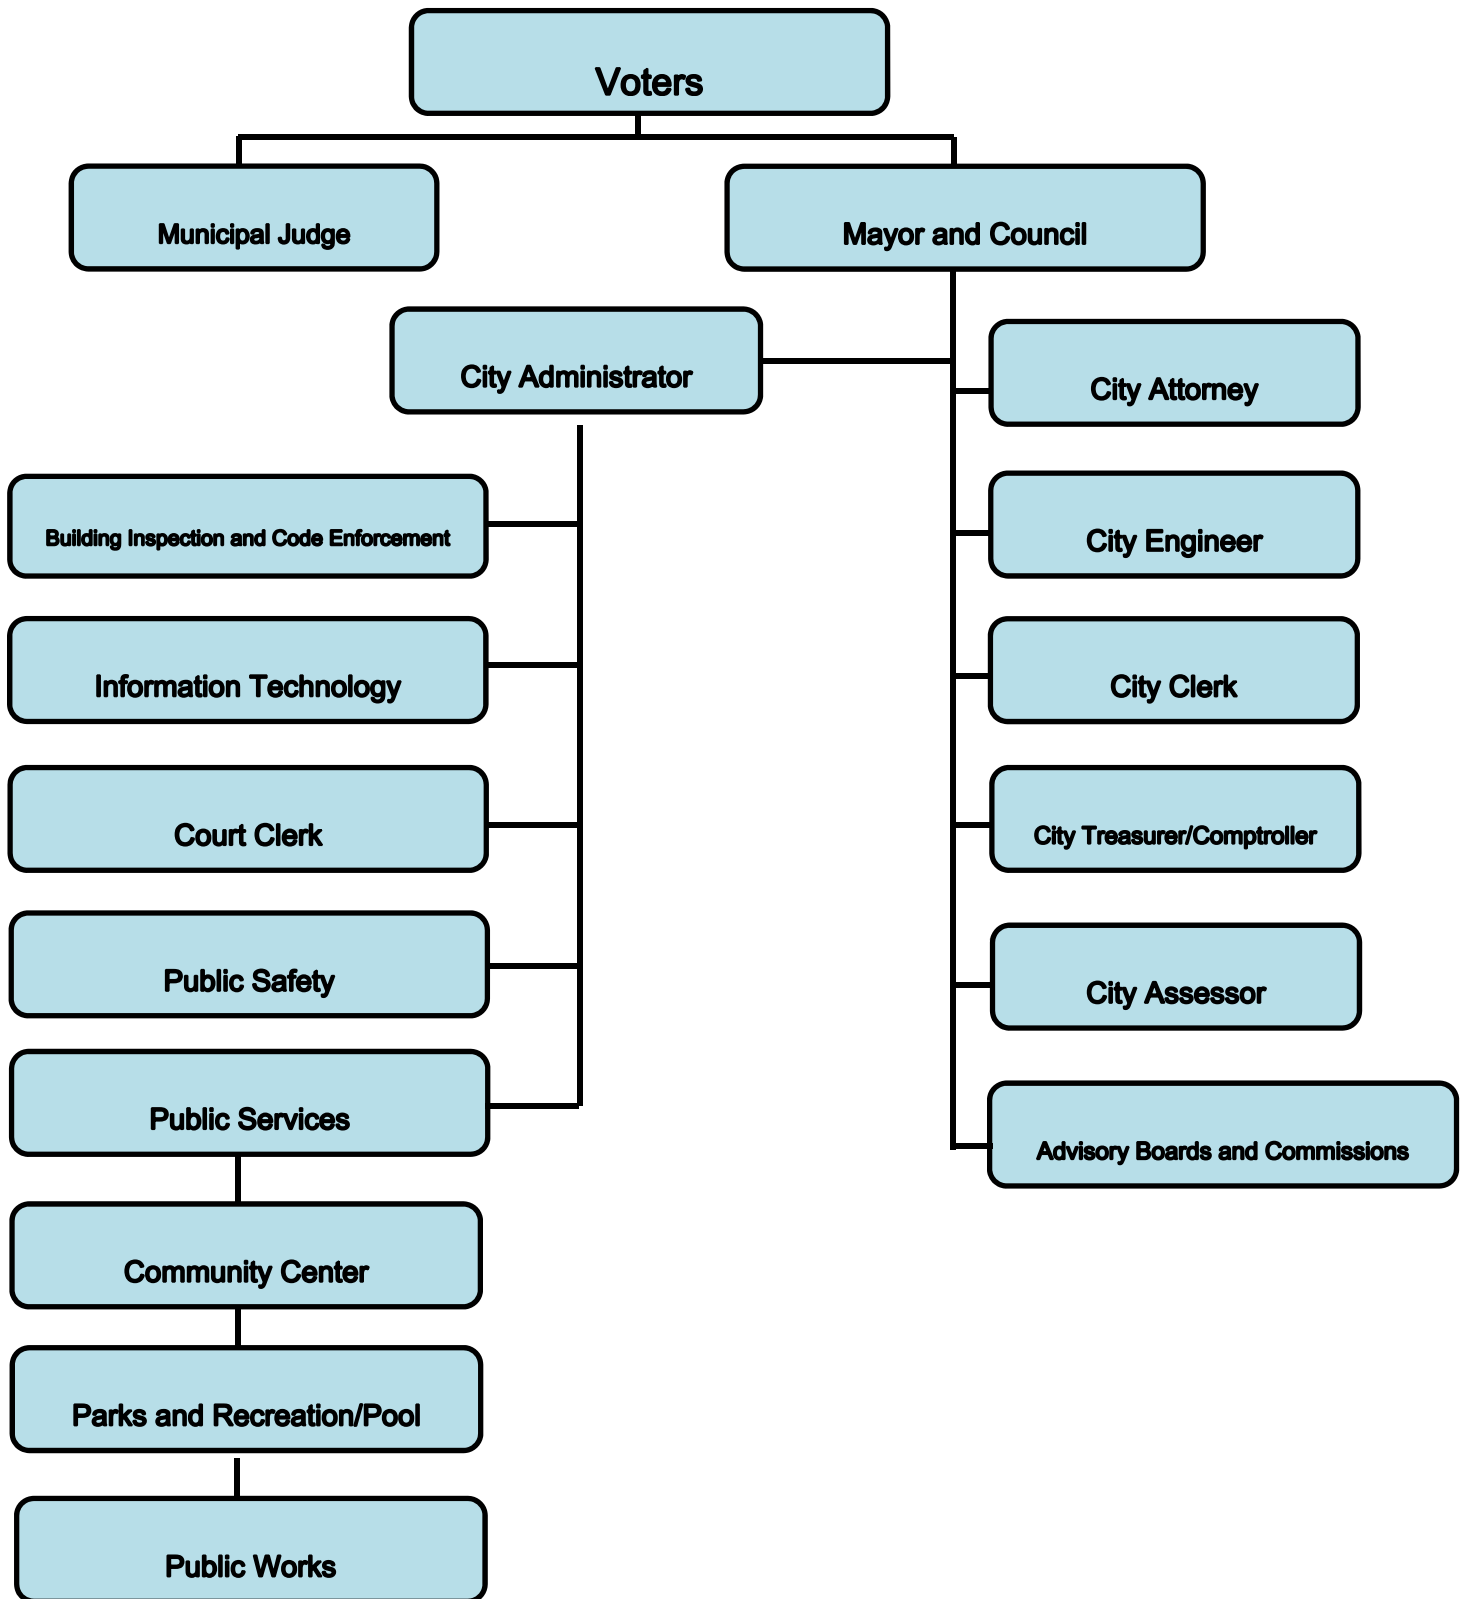 Voters
Municipal Judge
Mayor and Council
City Administrator
City Attorney
Building Inspection and Code Enforcement
City Engineer
Information Technology
City Clerk
Court Clerk
City Treasurer/Comptroller
Public Safety
City Assessor
Public Services
Advisory Boards and Commissions
Community Center
Parks and Recreation/Pool
Public Works